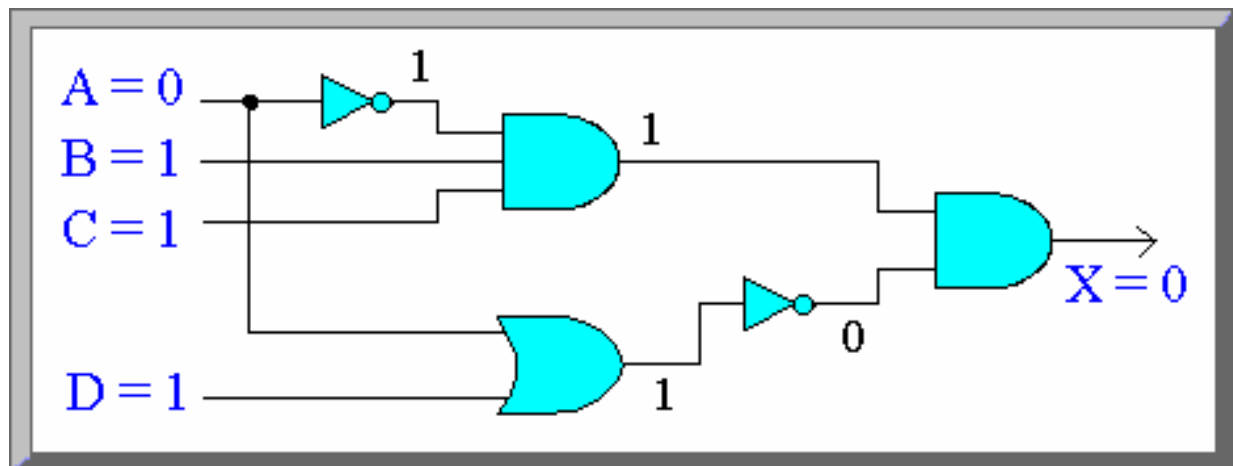 1
A = 0
1
B = 1
C = 1
X = 0
0
D = 1
1